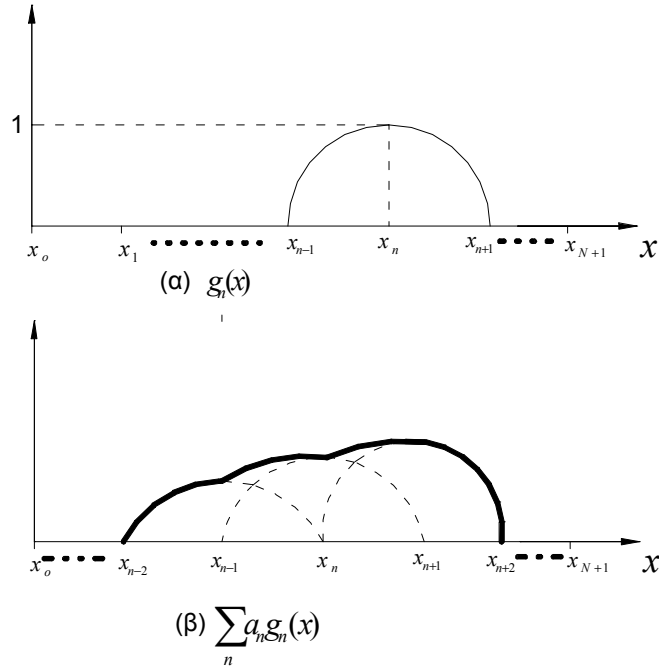 1
x_o x_1 x_{n-1} x_n x_{n+1} x_{N+1} x
(α) g_n(x)
x_o x_{n-2} x_{n-1} x_n x_{n+1} x_{n+2} x_{N+1} x
(β) ∑_n a_n g_n(x)